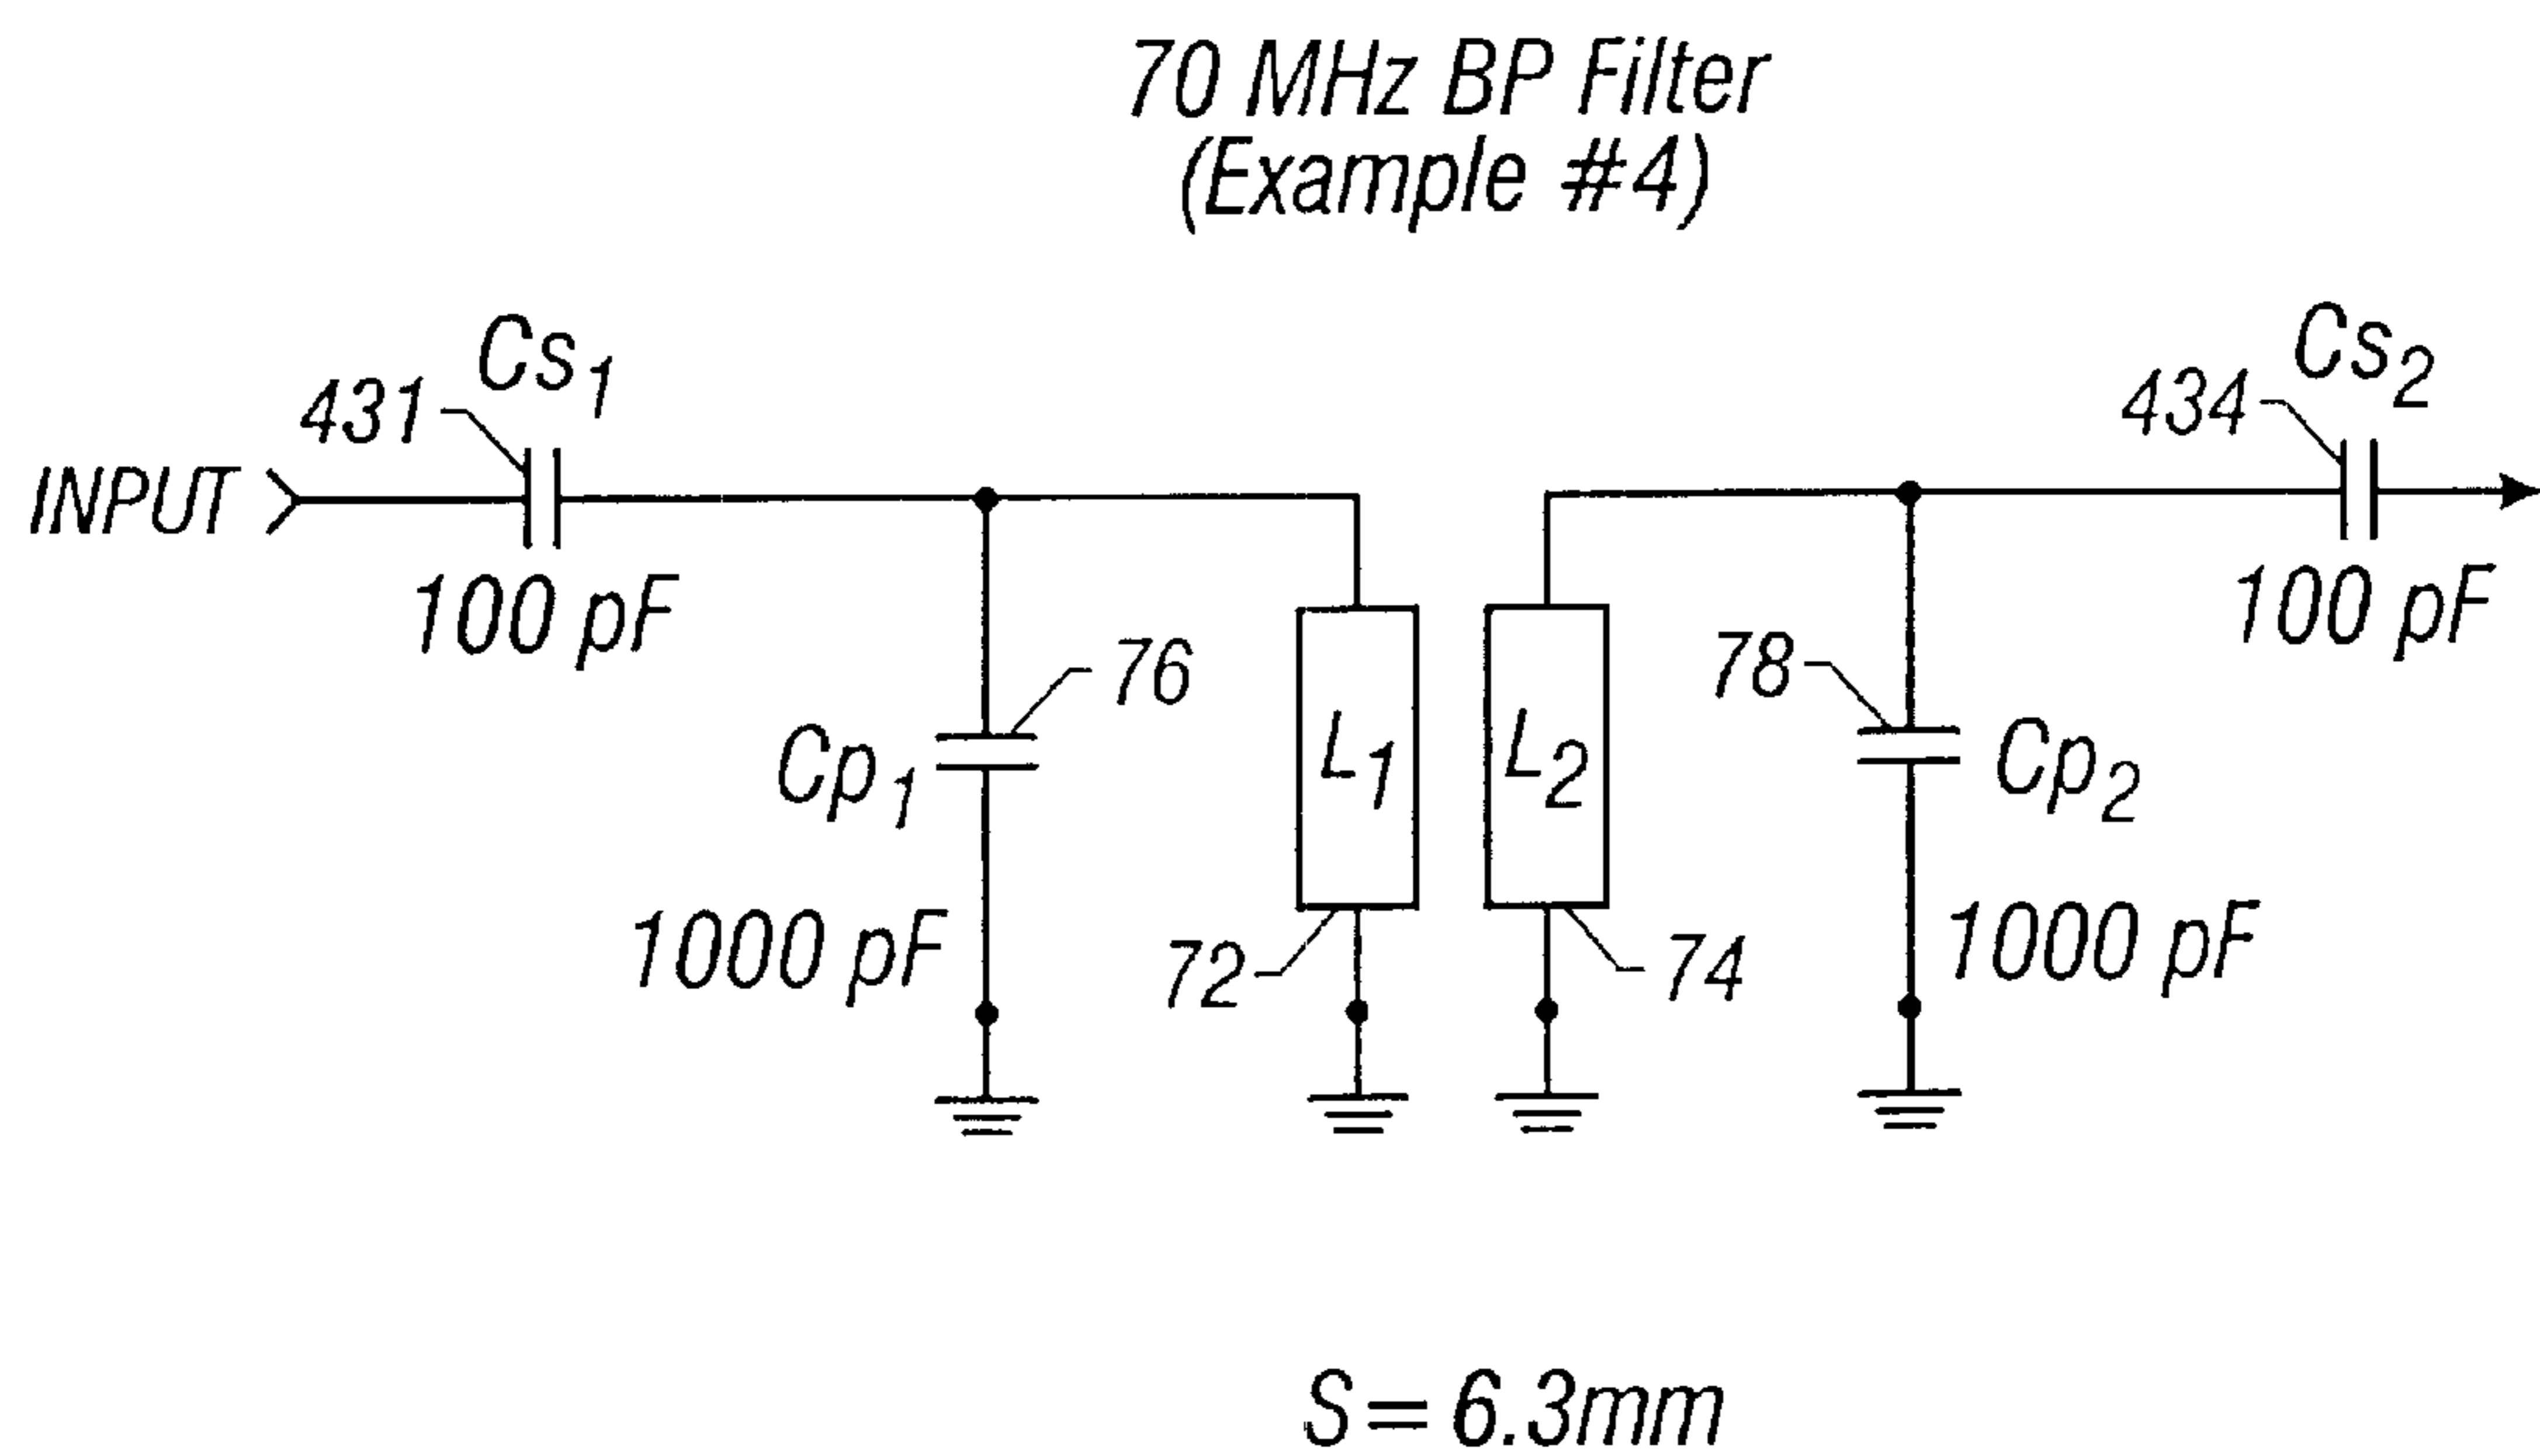 70 MHz BP Filter
(Example #4)
Cs1
431
INPUT
100 pF
Cs2
434
100 pF
76
Cp1
1000 pF
L1
72
L2
74
78
Cp2
1000 pF
S=6.3mm